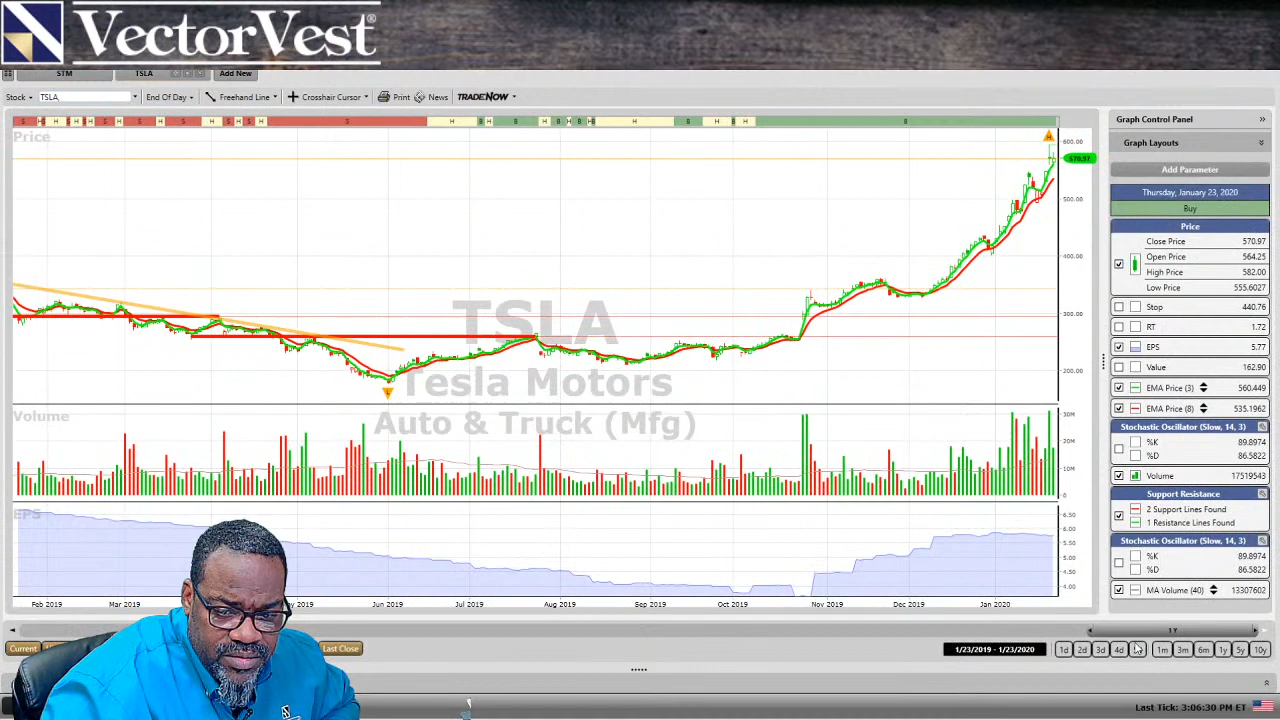 VectorVest®
STM TSLA Add New
Stock TSLA End Of Day Freehand Line Crosshair Cursor Print News TRADENOW
S H S H S H S H S H S H S H S H S H B H B H B H B H B H B H B H B
Price
600.00
570.97
500.00
400.00
300.00
200.00
TSLA
Tesla Motors
Auto & Truck (Mfg)
Volume
30M
20M
10M
0
EPS
6.50
6.00
5.50
5.00
4.50
4.00
Feb 2019 Mar 2019 2019 Jun 2019 Jul 2019 Aug 2019 Sep 2019 Oct 2019 Nov 2019 Dec 2019 Jan 2020
1Y
Current Last Close 1/23/2019 - 1/23/2020 1d 2d 3d 4d 1m 3m 6m 1y 5y 10y
Graph Control Panel
Graph Layouts
Add Parameter
Thursday, January 23, 2020
Buy
Price
Close Price 570.97
Open Price 564.25
High Price 582.00
Low Price 555.6027
Stop 440.76
RT 1.72
EPS 5.77
Value 162.90
EMA Price (3) 560.449
EMA Price (8) 535.1962
Stochastic Oscillator (Slow, 14, 3)
%K 89.8974
%D 86.5822
Volume 17519543
Support Resistance
2 Support Lines Found
1 Resistance Lines Found
Stochastic Oscillator (Slow, 14, 3)
%K 89.8974
%D 86.5822
MA Volume (40) 13307602
Last Tick: 3:06:30 PM ET